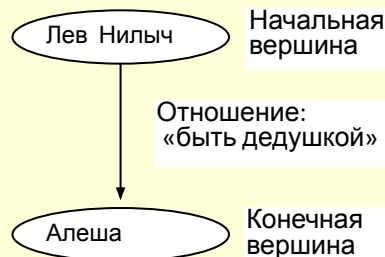 Лев Нилыч
Начальная
вершина
Отношение:
«быть дедушкой»
Алеша
Конечная
вершина